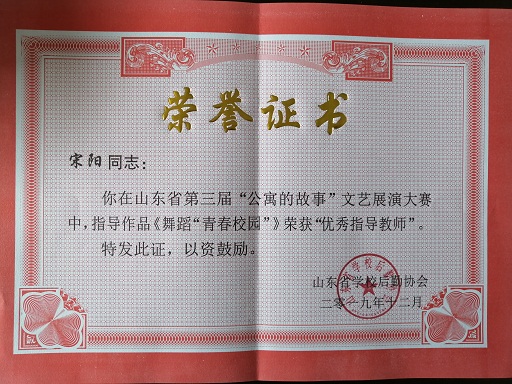 荣誉证书
宋阳 同志：
你在山东省第三届“公寓的故事”文艺展演大赛
中，指导作品《舞蹈“青春校园”》荣获“优秀指导教师”。
特发此证，以资鼓励。
山东省学校后勤协会
二〇一九年十二月